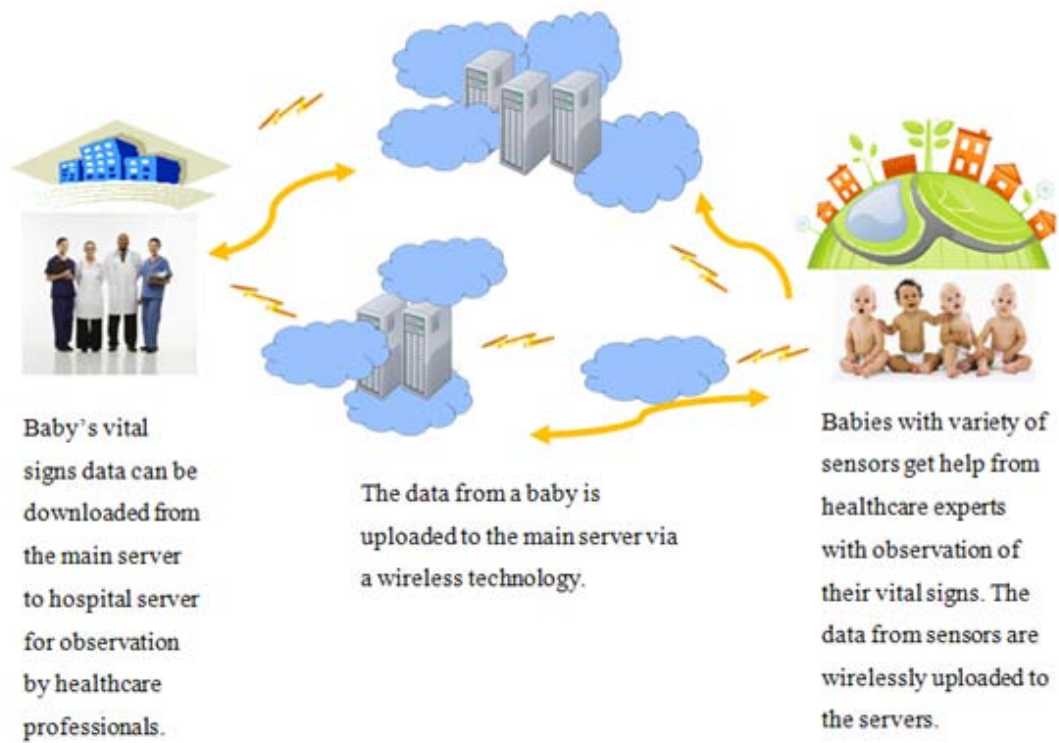 Baby’s vital
signs data can be
downloaded from
the main server
to hospital server
for observation
by healthcare
professionals.
The data from a baby is
uploaded to the main server via
a wireless technology.
Babies with variety of
sensors get help from
healthcare experts
with observation of
their vital signs. The
data from sensors are
wirelessly uploaded to
the servers.